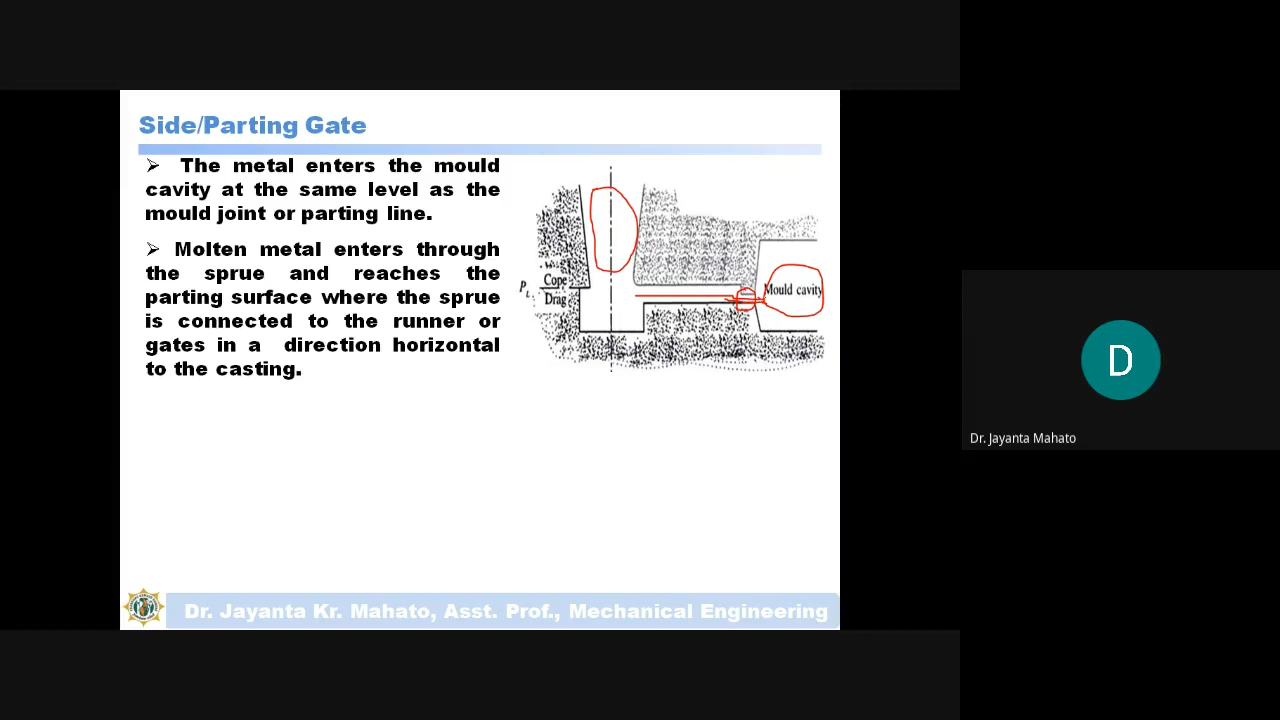 Side/Parting Gate
➢ The metal enters the mould
cavity at the same level as the
mould joint or parting line.
➢ Molten metal enters through
the sprue and reaches the
parting surface where the sprue
is connected to the runner or
gates in a direction horizontal
to the casting.
PL
Cope
Drag
Mould cavity
Dr. Jayanta Kr. Mahato, Asst. Prof., Mechanical Engineering
D
Dr. Jayanta Mahato